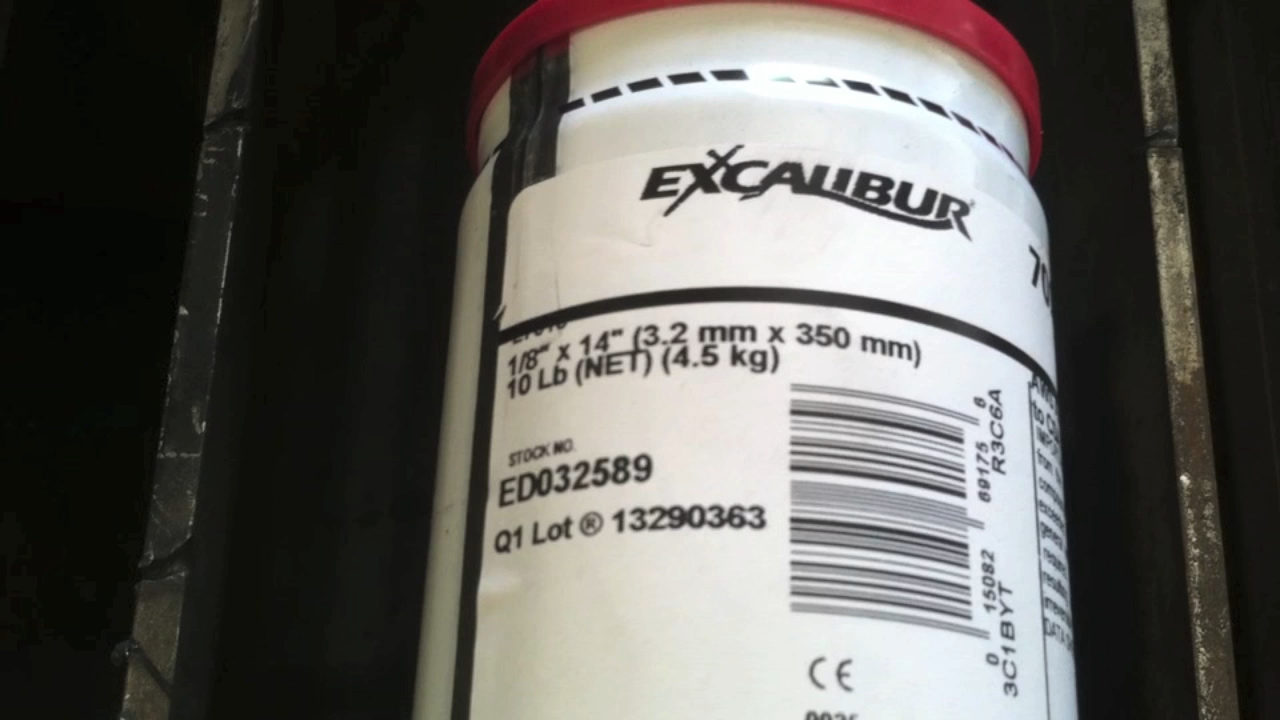 EXCALIBUR
70
1/8" x 14" (3.2 mm x 350 mm)
10 Lb (NET) (4.5 kg)
STOCK NO.
ED032589
Q1 Lot ® 13290363
0 15082 69175 6
3C1BYT R3C6A
CE